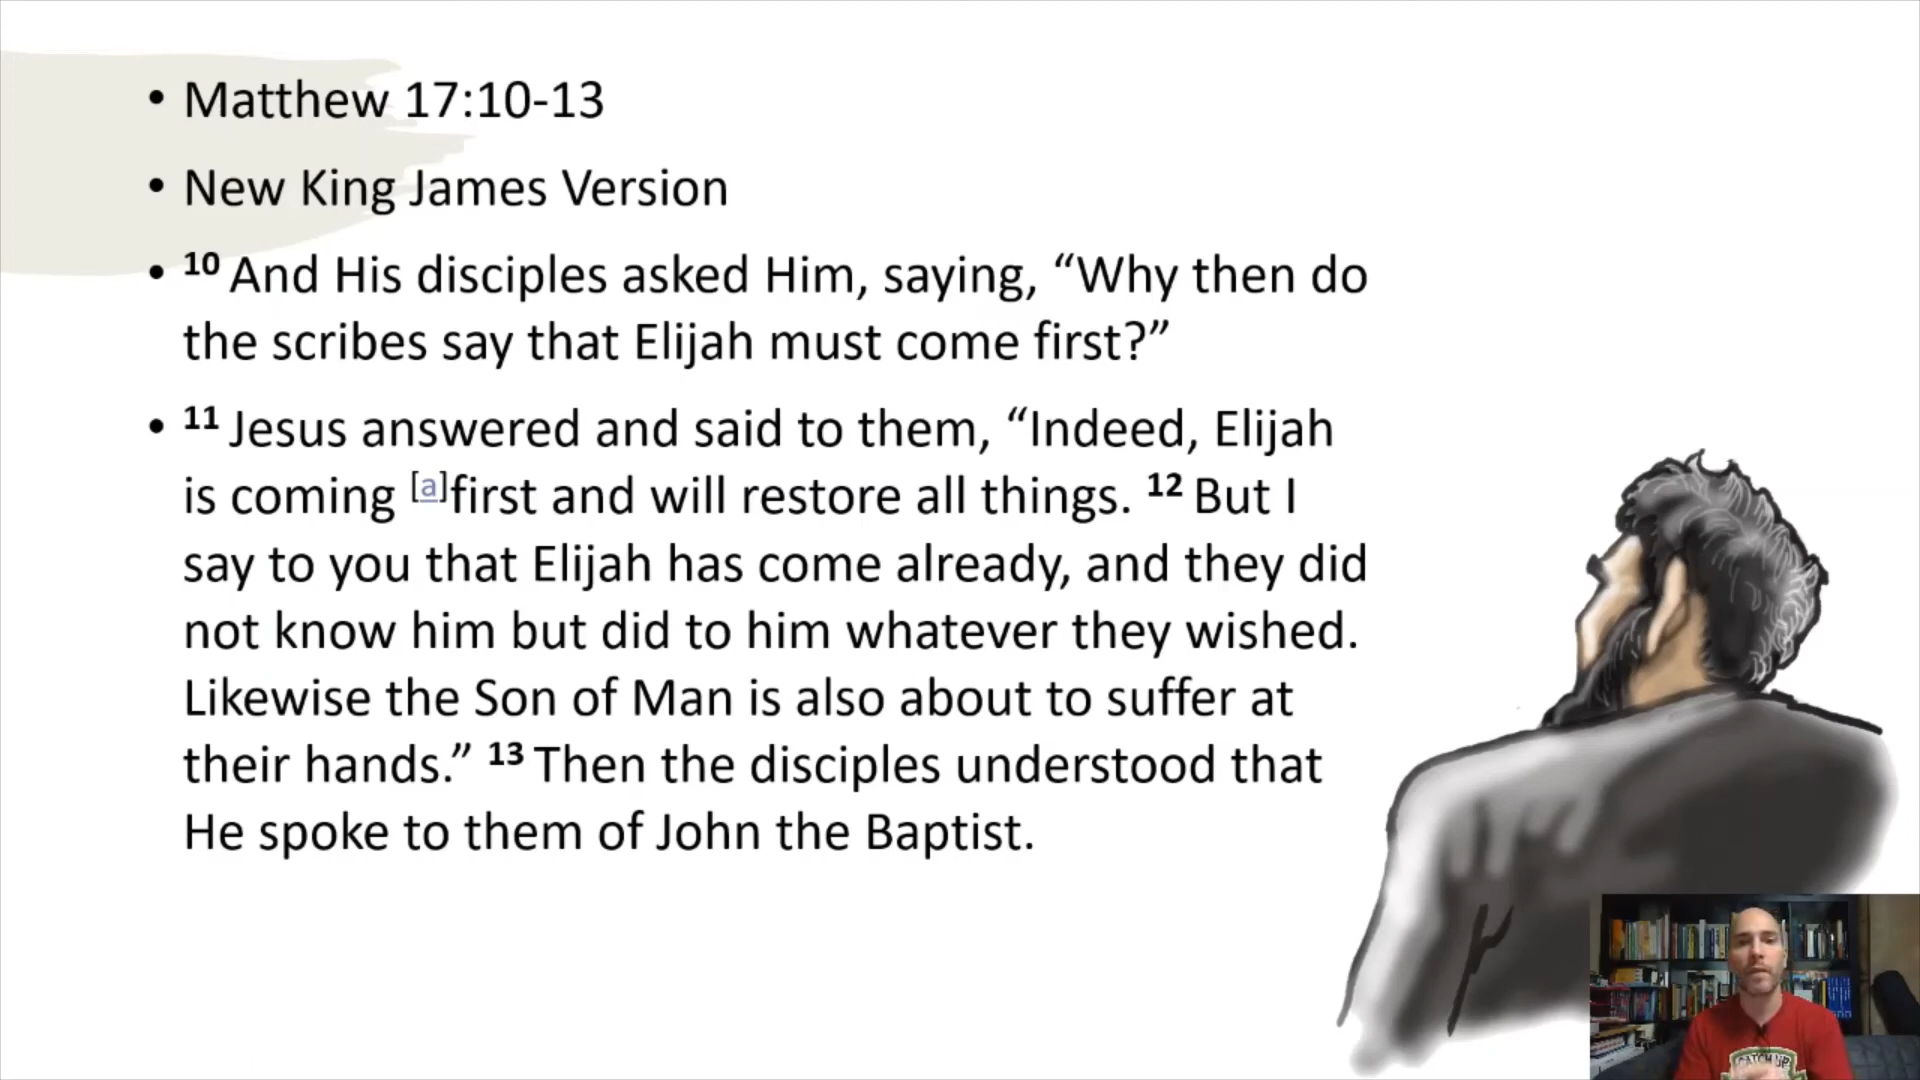 • Matthew 17:10-13
• New King James Version
• 10 And His disciples asked Him, saying, “Why then do
the scribes say that Elijah must come first?”
• 11 Jesus answered and said to them, “Indeed, Elijah
is coming [a]first and will restore all things. 12 But I
say to you that Elijah has come already, and they did
not know him but did to him whatever they wished.
Likewise the Son of Man is also about to suffer at
their hands.” 13 Then the disciples understood that
He spoke to them of John the Baptist.
CATCH UP